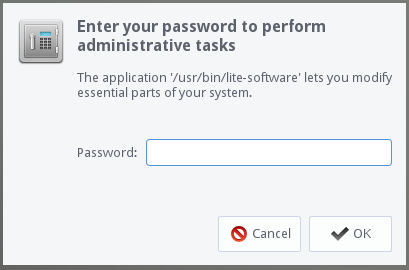 Enter your password to perform
administrative tasks
The application '/usr/bin/lite-software' lets you modify
essential parts of your system.
Password:
Cancel
OK